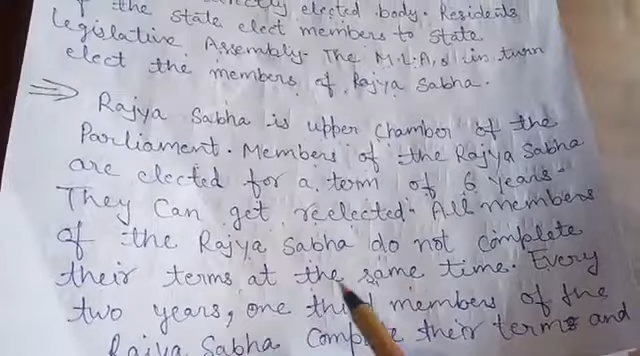 the state elect members to state
elected body. Residents
Legislative Assembly. The M.L.A,s in turn
elect the members of Rajya Sabha.
⇒ Rajya Sabha is upper chamber of the
Parliament. Members of the Rajya Sabha
are elected for a term of 6 years.
They can get reelected. All members
of the Rajya Sabha do not complete
their terms at the same time. Every
two years, one third members of the
Rajya Sabha Complete their terms and